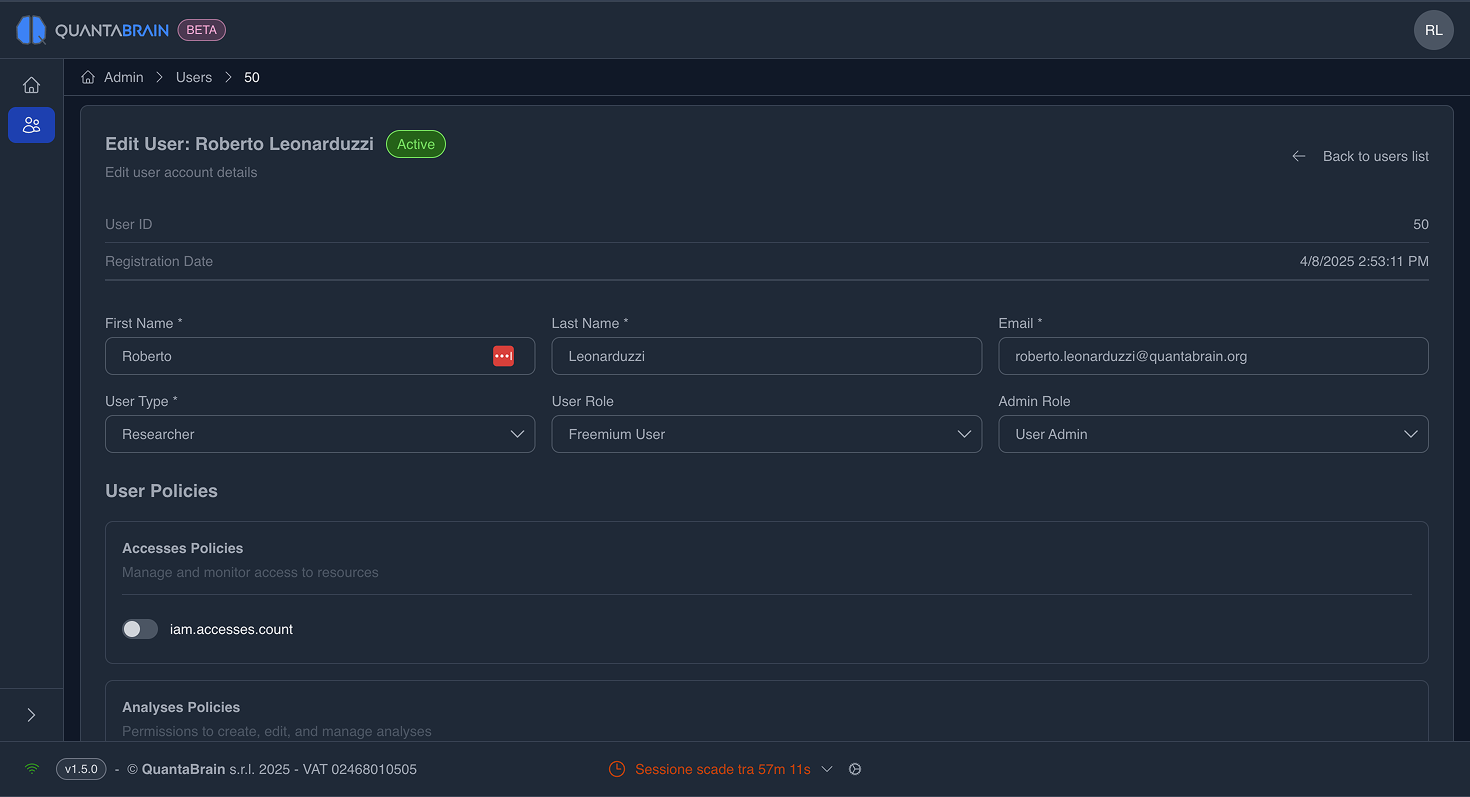 QUANTABRAIN BETA
RL
Admin > Users > 50
Edit User: Roberto Leonarduzzi Active
Edit user account details
Back to users list
User ID 50
Registration Date 4/8/2025 2:53:11 PM
First Name * Last Name * Email *
Roberto Leonarduzzi roberto.leonarduzzi@quantabrain.org
User Type * User Role Admin Role
Researcher Freemium User User Admin
User Policies
Accesses Policies
Manage and monitor access to resources
iam.accesses.count
Analyses Policies
Permissions to create, edit, and manage analyses
v1.5.0 - © QuantaBrain s.r.l. 2025 - VAT 02468010505 Sessione scade tra 57m 11s